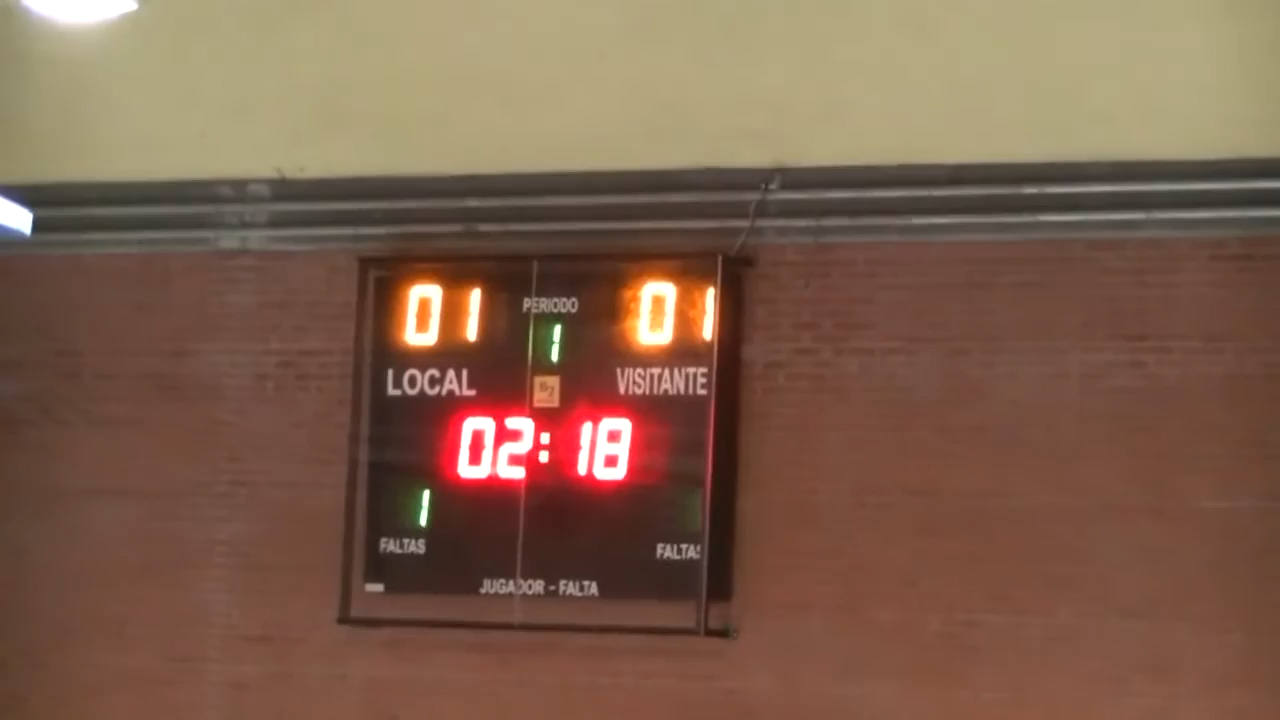 01 PERIODO 01
1
LOCAL VISITANTE
02:18
1
FALTAS FALTAS
JUGADOR - FALTA